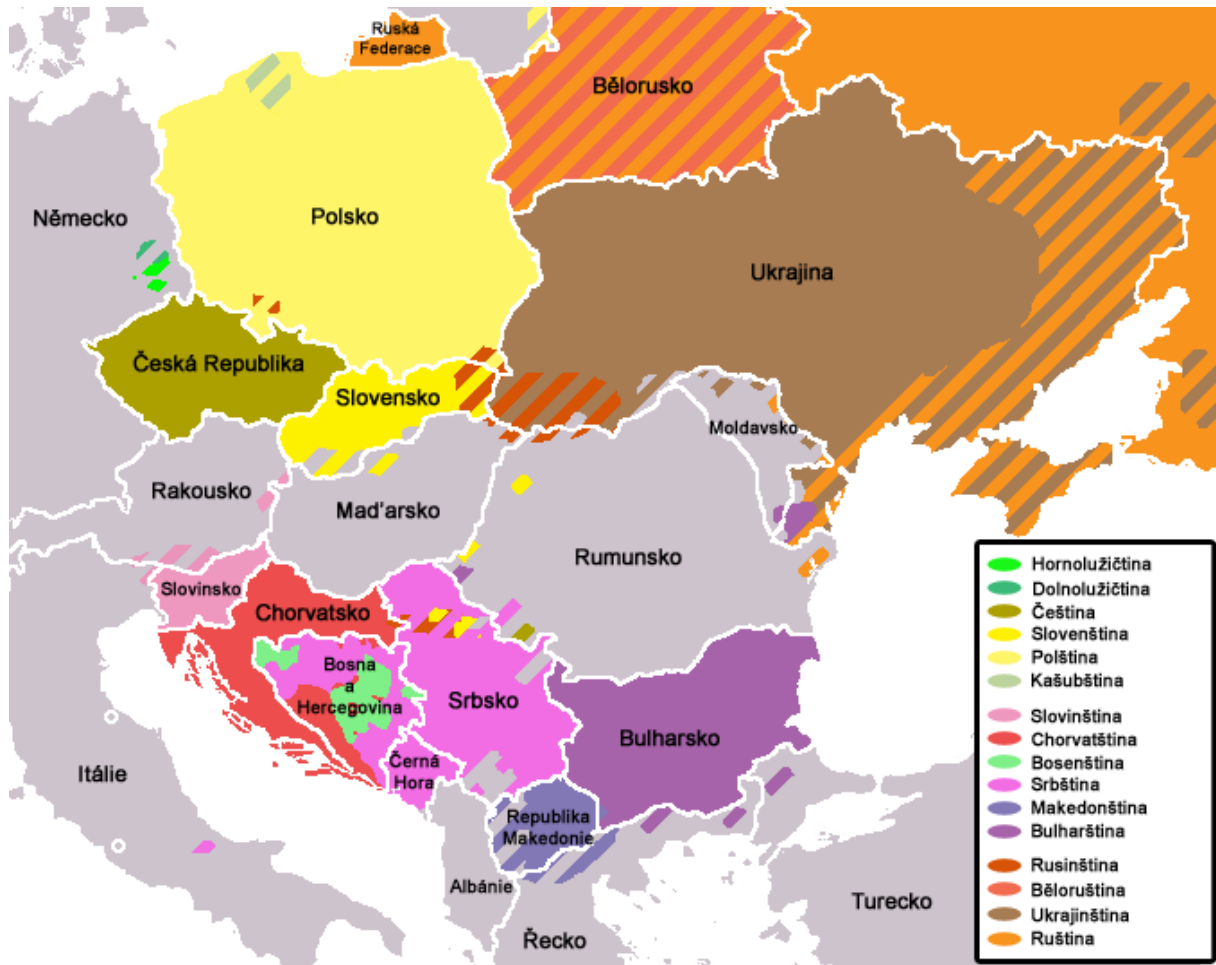 Ruská
Federace
Bělorusko
Německo
Polsko
Ukrajina
Česká Republika
Slovensko
Moldavsko
Rakousko
Maďarsko
Rumunsko
Slovinsko
Chorvatsko
Bosna
a
Hercegovina
Srbsko
Bulharsko
Černá
Hora
Itálie
Republika
Makedonie
Albánie
Řecko
Turecko
Hornolužičtina
Dolnolužičtina
Čeština
Slovenština
Polština
Kašubština
Slovinština
Chorvatština
Bosenština
Srbština
Makedonština
Bulharština
Rusinština
Běloruština
Ukrajinština
Ruština